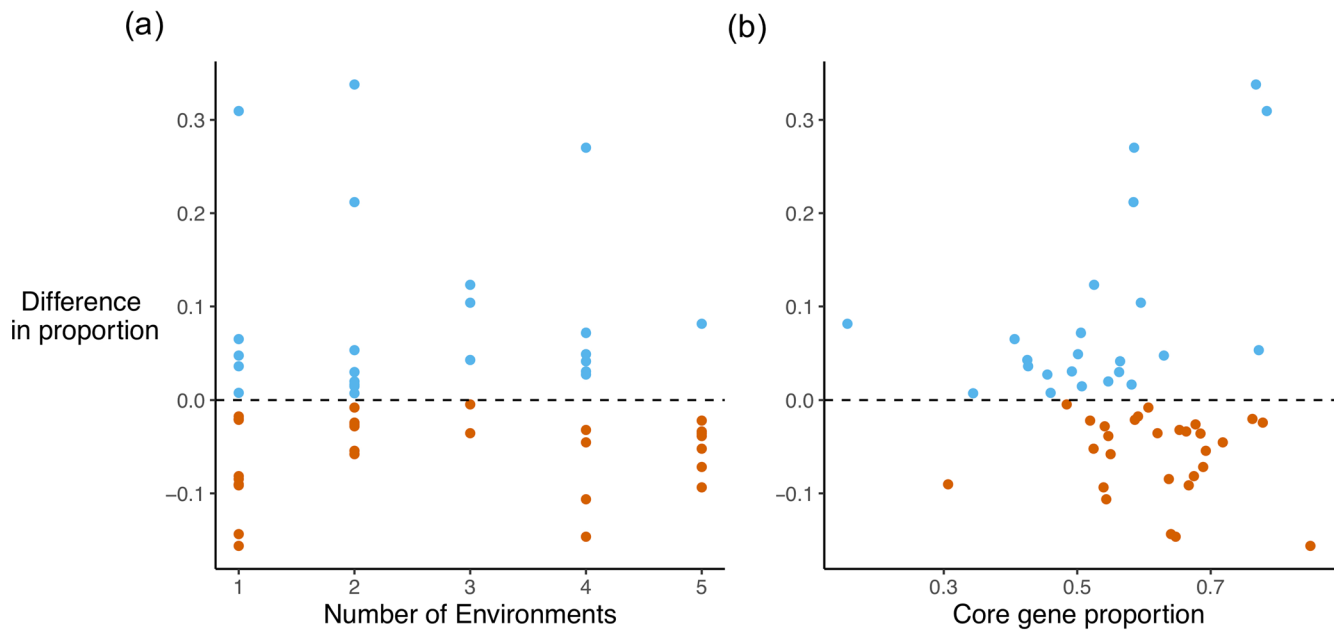 (a)
(b)
Difference
in proportion
0.3
0.2
0.1
0.0
−0.1
1 2 3 4 5
Number of Environments
0.3
0.2
0.1
0.0
−0.1
0.3 0.5 0.7
Core gene proportion